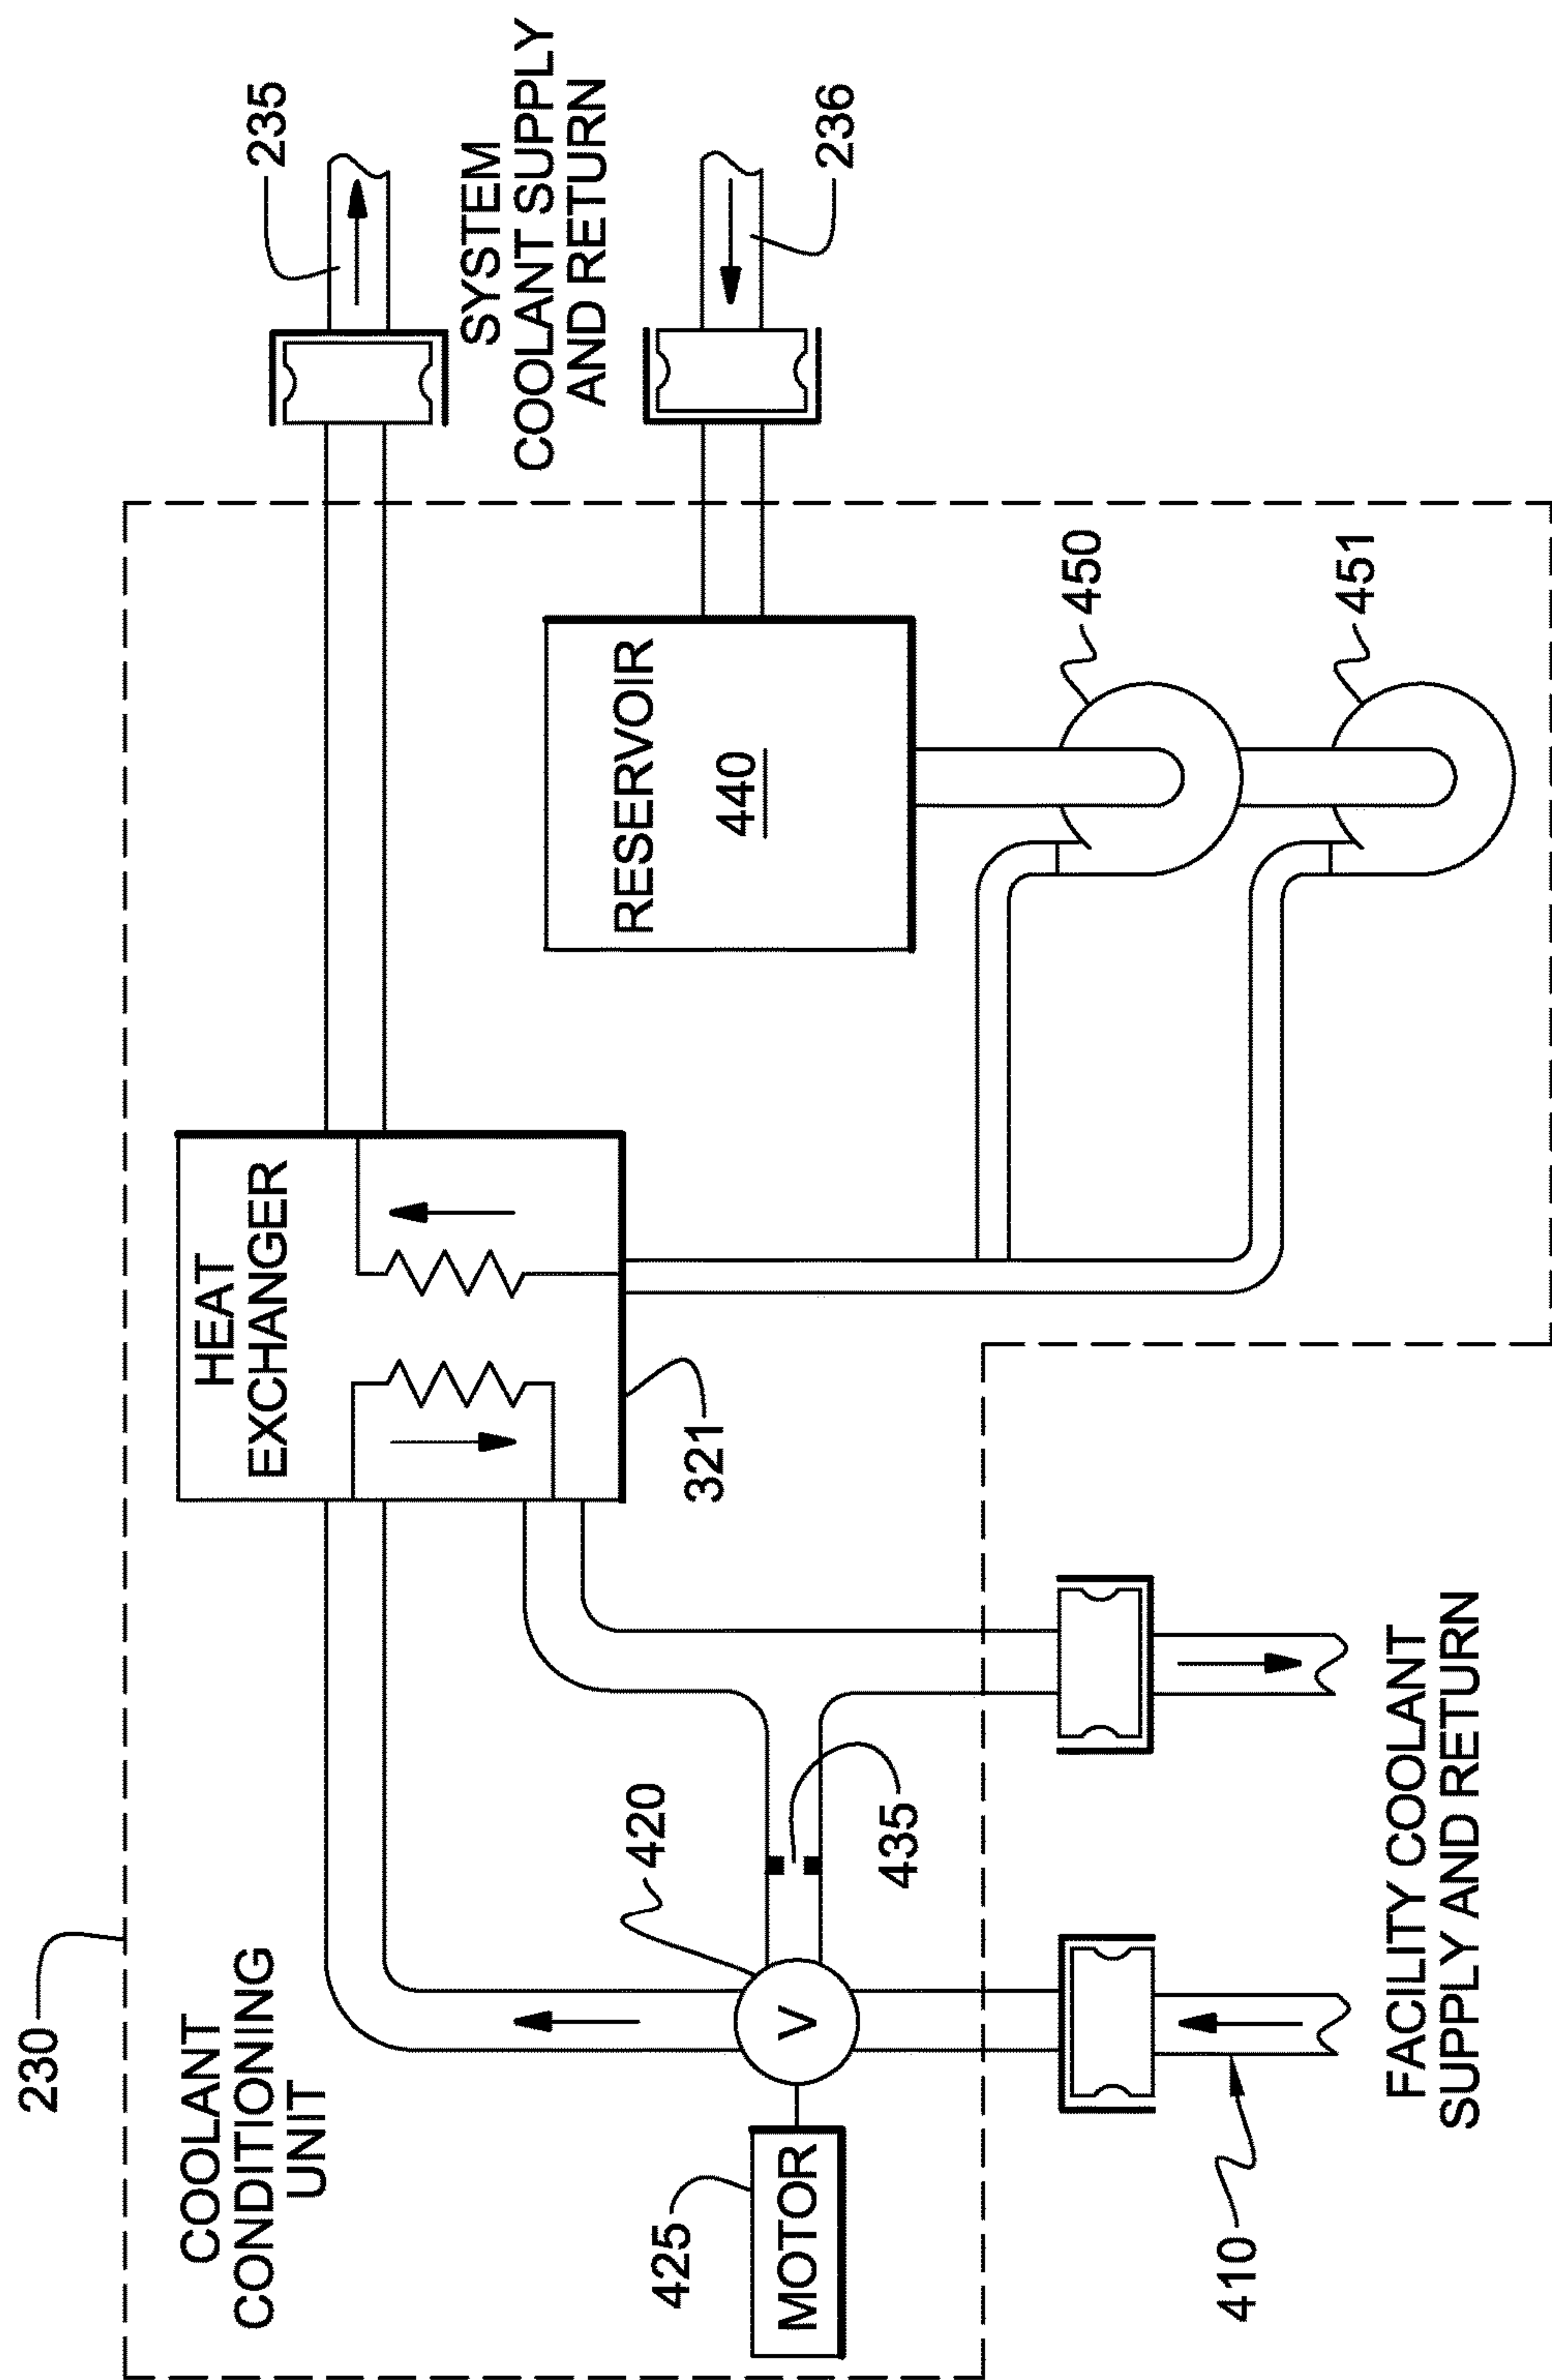 230
COOLANT
CONDITIONING
UNIT
HEAT
EXCHANGER
235
SYSTEM
COOLANT SUPPLY
AND RETURN
236
RESERVOIR
440
450
451
321
420
435
425
MOTOR
V
410
FACILITY COOLANT
SUPPLY AND RETURN